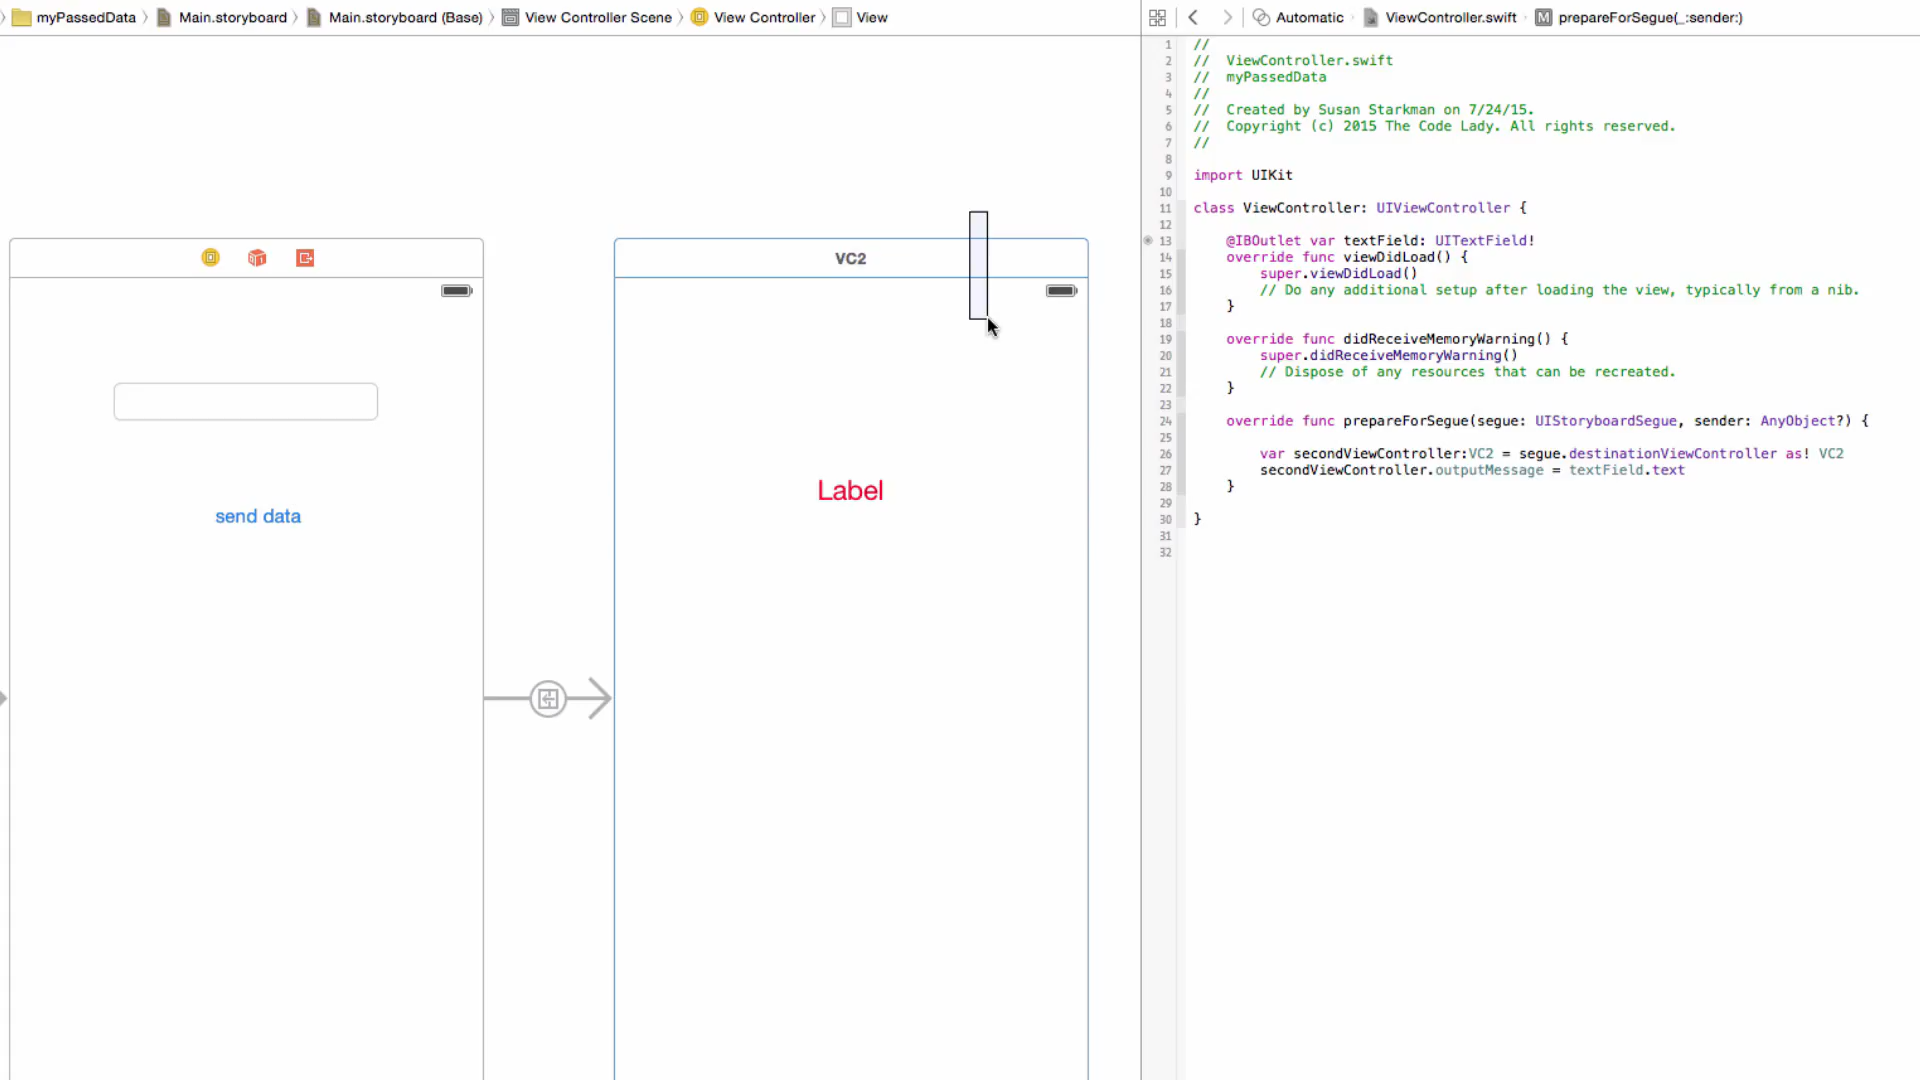 myPassedData Main.storyboard Main.storyboard (Base) View Controller Scene View Controller View
Automatic ViewController.swift M prepareForSegue(_:sender:)
VC2
Label
send data
1 //
2 //  ViewController.swift
3 //  myPassedData
4 //
5 //  Created by Susan Starkman on 7/24/15.
6 //  Copyright (c) 2015 The Code Lady. All rights reserved.
7 //
8
9 import UIKit
10
11 class ViewController: UIViewController {
12
13     @IBOutlet var textField: UITextField!
14     override func viewDidLoad() {
15         super.viewDidLoad()
16         // Do any additional setup after loading the view, typically from a nib.
17     }
18
19     override func didReceiveMemoryWarning() {
20         super.didReceiveMemoryWarning()
21         // Dispose of any resources that can be recreated.
22     }
23
24     override func prepareForSegue(segue: UIStoryboardSegue, sender: AnyObject?) {
25
26         var secondViewController:VC2 = segue.destinationViewController as! VC2
27         secondViewController.outputMessage = textField.text
28     }
29
30 }
31
32